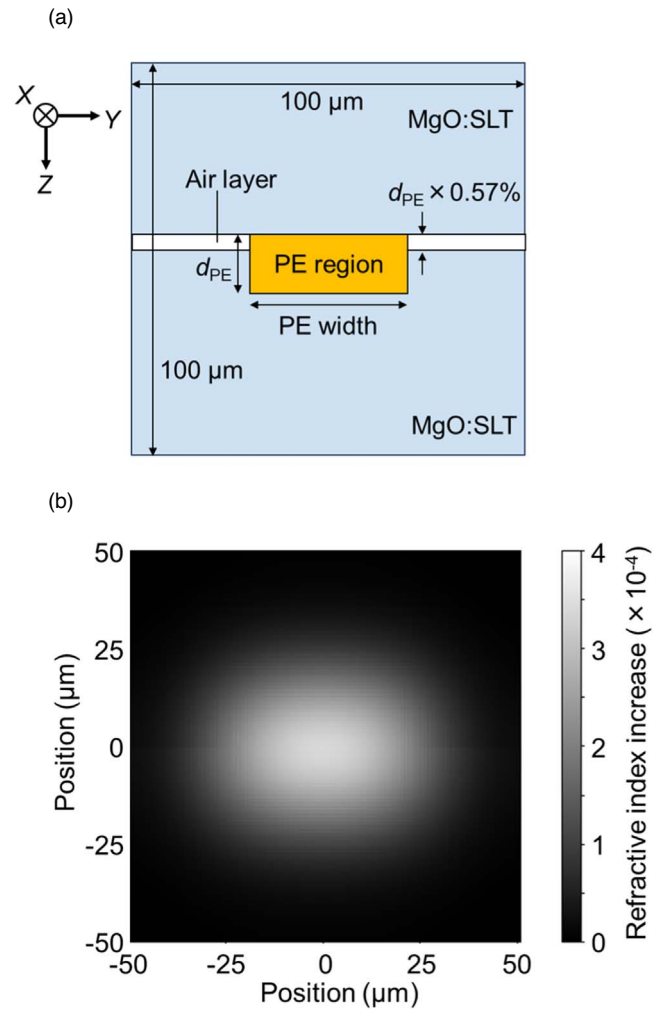 (a)
X
Y
Z
100 μm
MgO:SLT
Air layer
dPE × 0.57%
dPE
PE region
PE width
100 μm
MgO:SLT
(b)
50
25
0
-25
-50
Position (μm)
-50
-25
0
25
50
Position (μm)
4
3
2
1
0
Refractive index increase (×10⁻⁴)